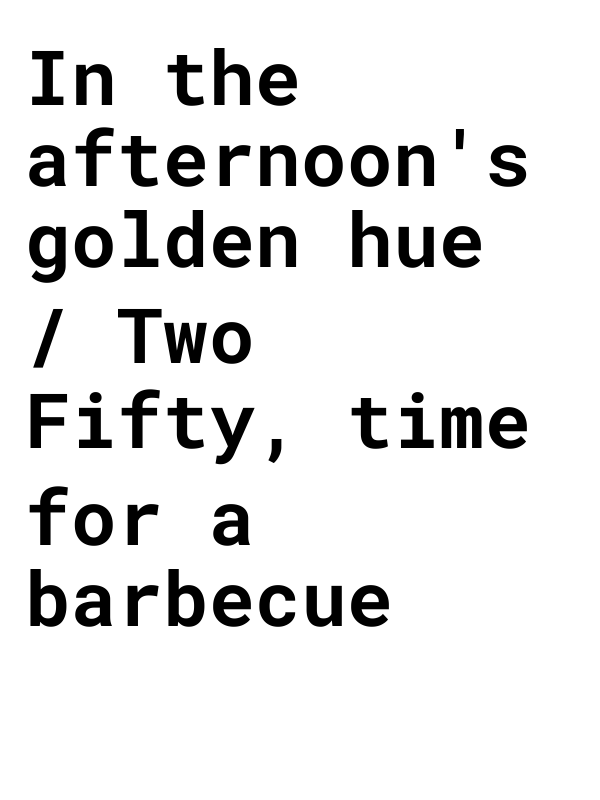 In the
afternoon's
golden hue
/ Two
Fifty, time
for a
barbecue